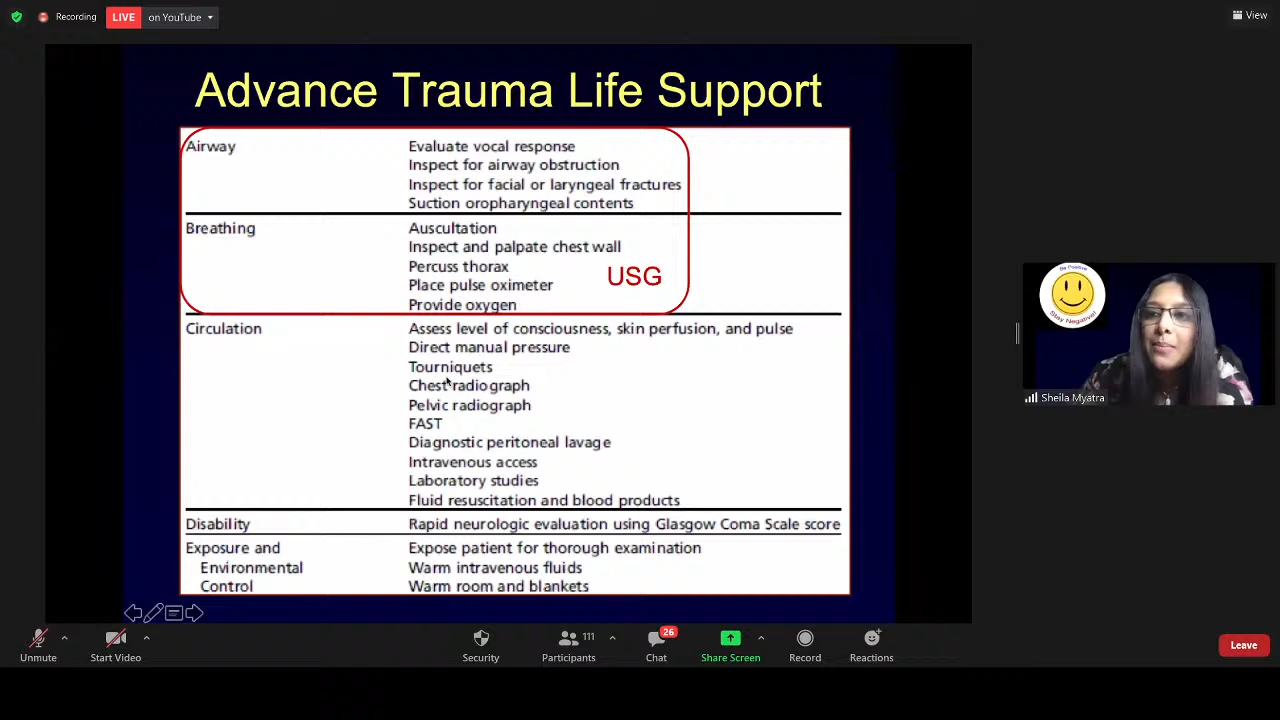 Recording LIVE on YouTube View
Advance Trauma Life Support
Airway Evaluate vocal response
Inspect for airway obstruction
Inspect for facial or laryngeal fractures
Suction oropharyngeal contents
Breathing Auscultation
Inspect and palpate chest wall
Percuss thorax
USG
Place pulse oximeter
Provide oxygen
Circulation Assess level of consciousness, skin perfusion, and pulse
Direct manual pressure
Tourniquets
Chest radiograph
Pelvic radiograph
FAST
Diagnostic peritoneal lavage
Intravenous access
Laboratory studies
Fluid resuscitation and blood products
Disability Rapid neurologic evaluation using Glasgow Coma Scale score
Exposure and Expose patient for thorough examination
Environmental Warm intravenous fluids
Control Warm room and blankets
Be Positive
Stay Negative!
Sheila Myatra
111
26
Unmute Start Video Security Participants Chat Share Screen Record Reactions Leave